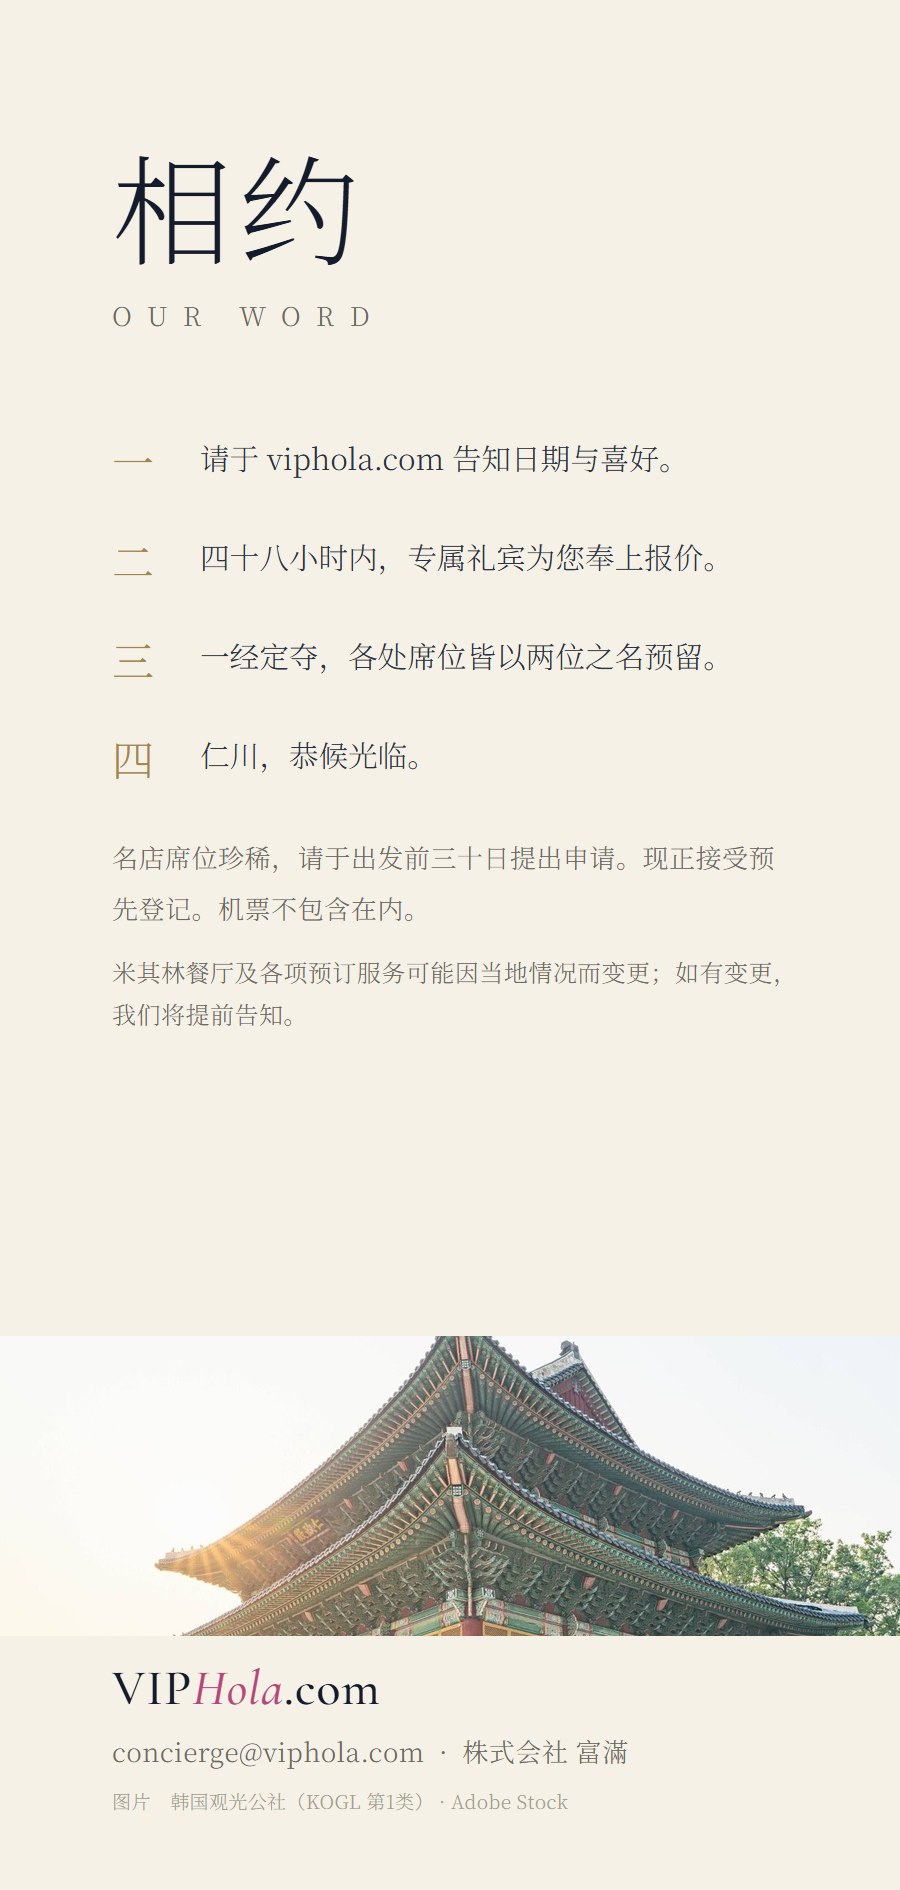 相约
OUR WORD
一 请于 viphola.com 告知日期与喜好。
二 四十八小时内，专属礼宾为您奉上报价。
三 一经定夺，各处席位皆以两位之名预留。
四 仁川，恭候光临。
名店席位珍稀，请于出发前三十日提出申请。现正接受预
先登记。机票不包含在内。
米其林餐厅及各项预订服务可能因当地情况而变更；如有变更，
我们将提前告知。
VIPHola.com
concierge@viphola.com · 株式会社 富滿
图片　韩国观光公社（KOGL 第1类） · Adobe Stock